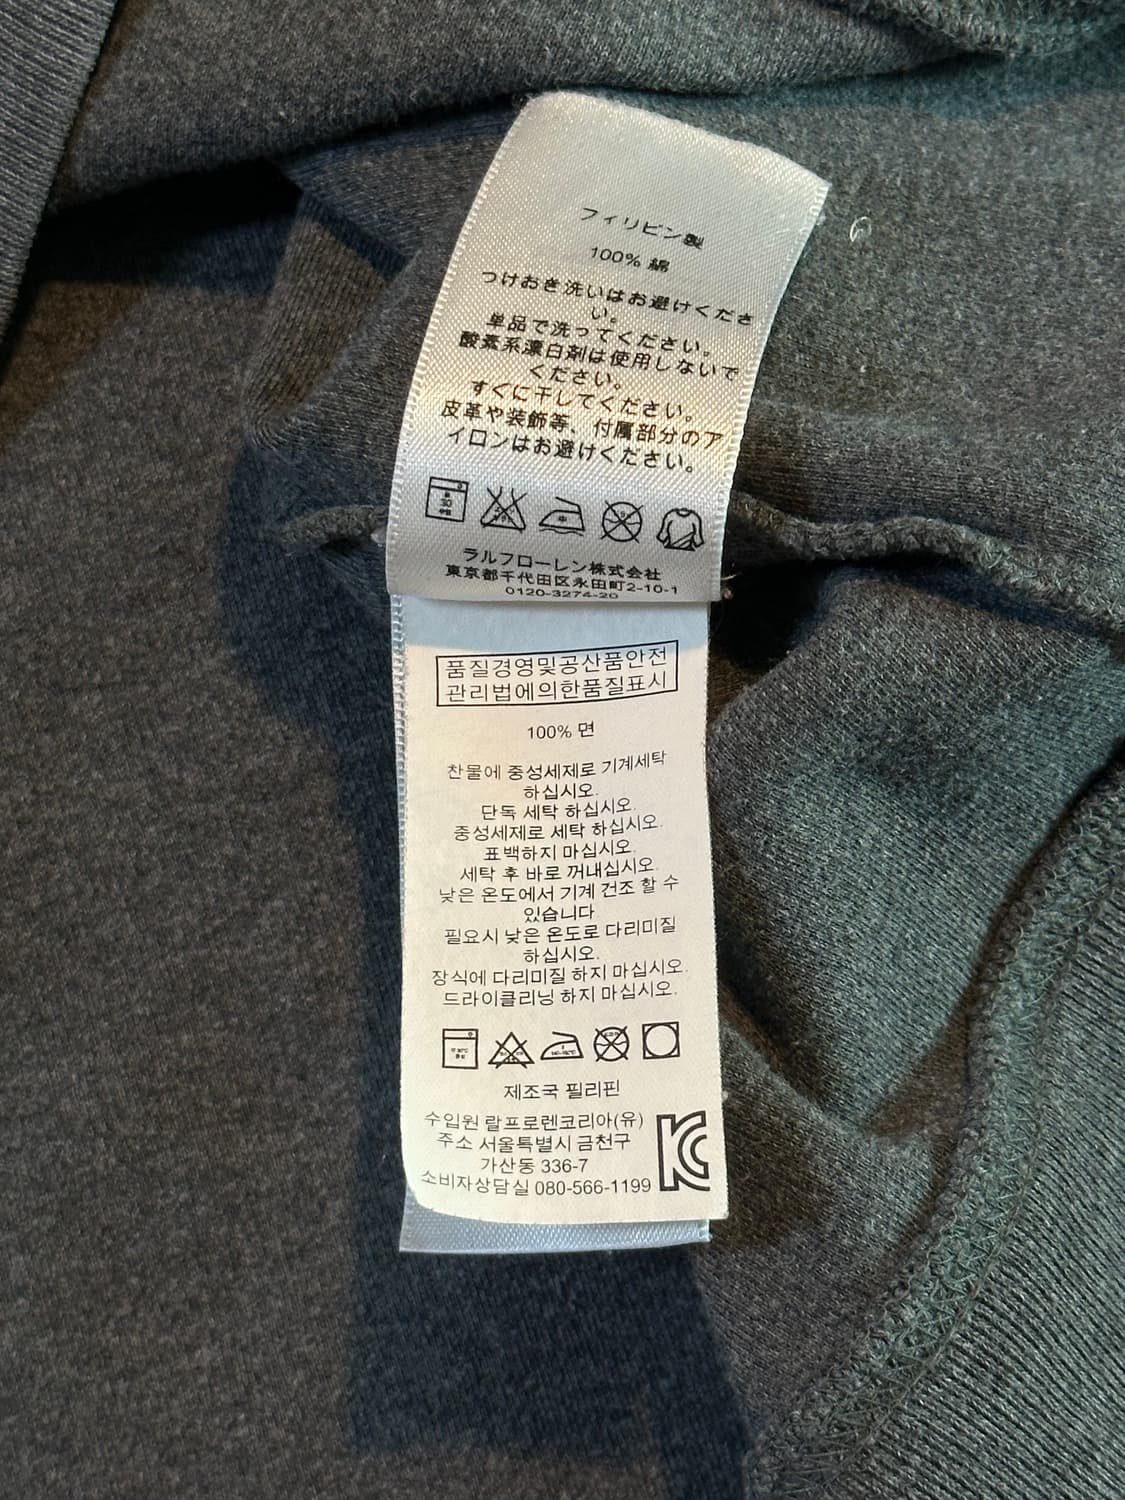 フィリピン製
100% 綿
つけおき洗いはお避けくださ
い。
単品で洗ってください。
酸素系漂白剤は使用しないで
ください。
すぐに干してください。
皮革や装飾等、付属部分のア
イロンはお避けください。
ラルフローレン株式会社
東京都千代田区永田町2-10-1
0120-3274-20
품질경영및공산품안전
관리법에의한품질표시
100% 면
찬물에 중성세제로 기계세탁
하십시오.
단독 세탁 하십시오.
중성세제로 세탁 하십시오.
표백하지 마십시오.
세탁 후 바로 꺼내십시오.
낮은 온도에서 기계 건조 할 수
있습니다
필요시 낮은 온도로 다리미질
하십시오.
장식에 다리미질 하지 마십시오.
드라이클리닝 하지 마십시오.
제조국 필리핀
수입원 랄프로렌코리아(유)
주소 서울특별시 금천구
가산동 336-7
소비자상담실 080-566-1199